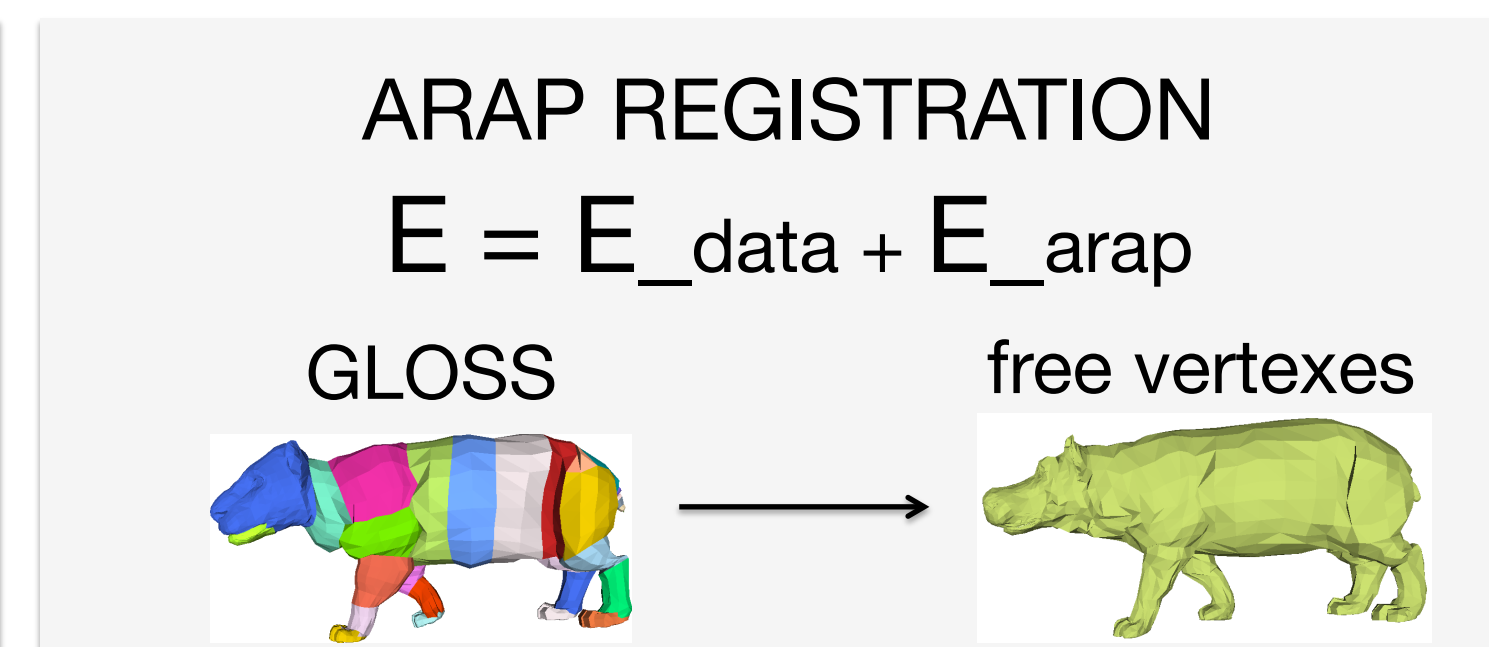 ARAP REGISTRATION
E = E_data + E_arap
GLOSS
free vertexes